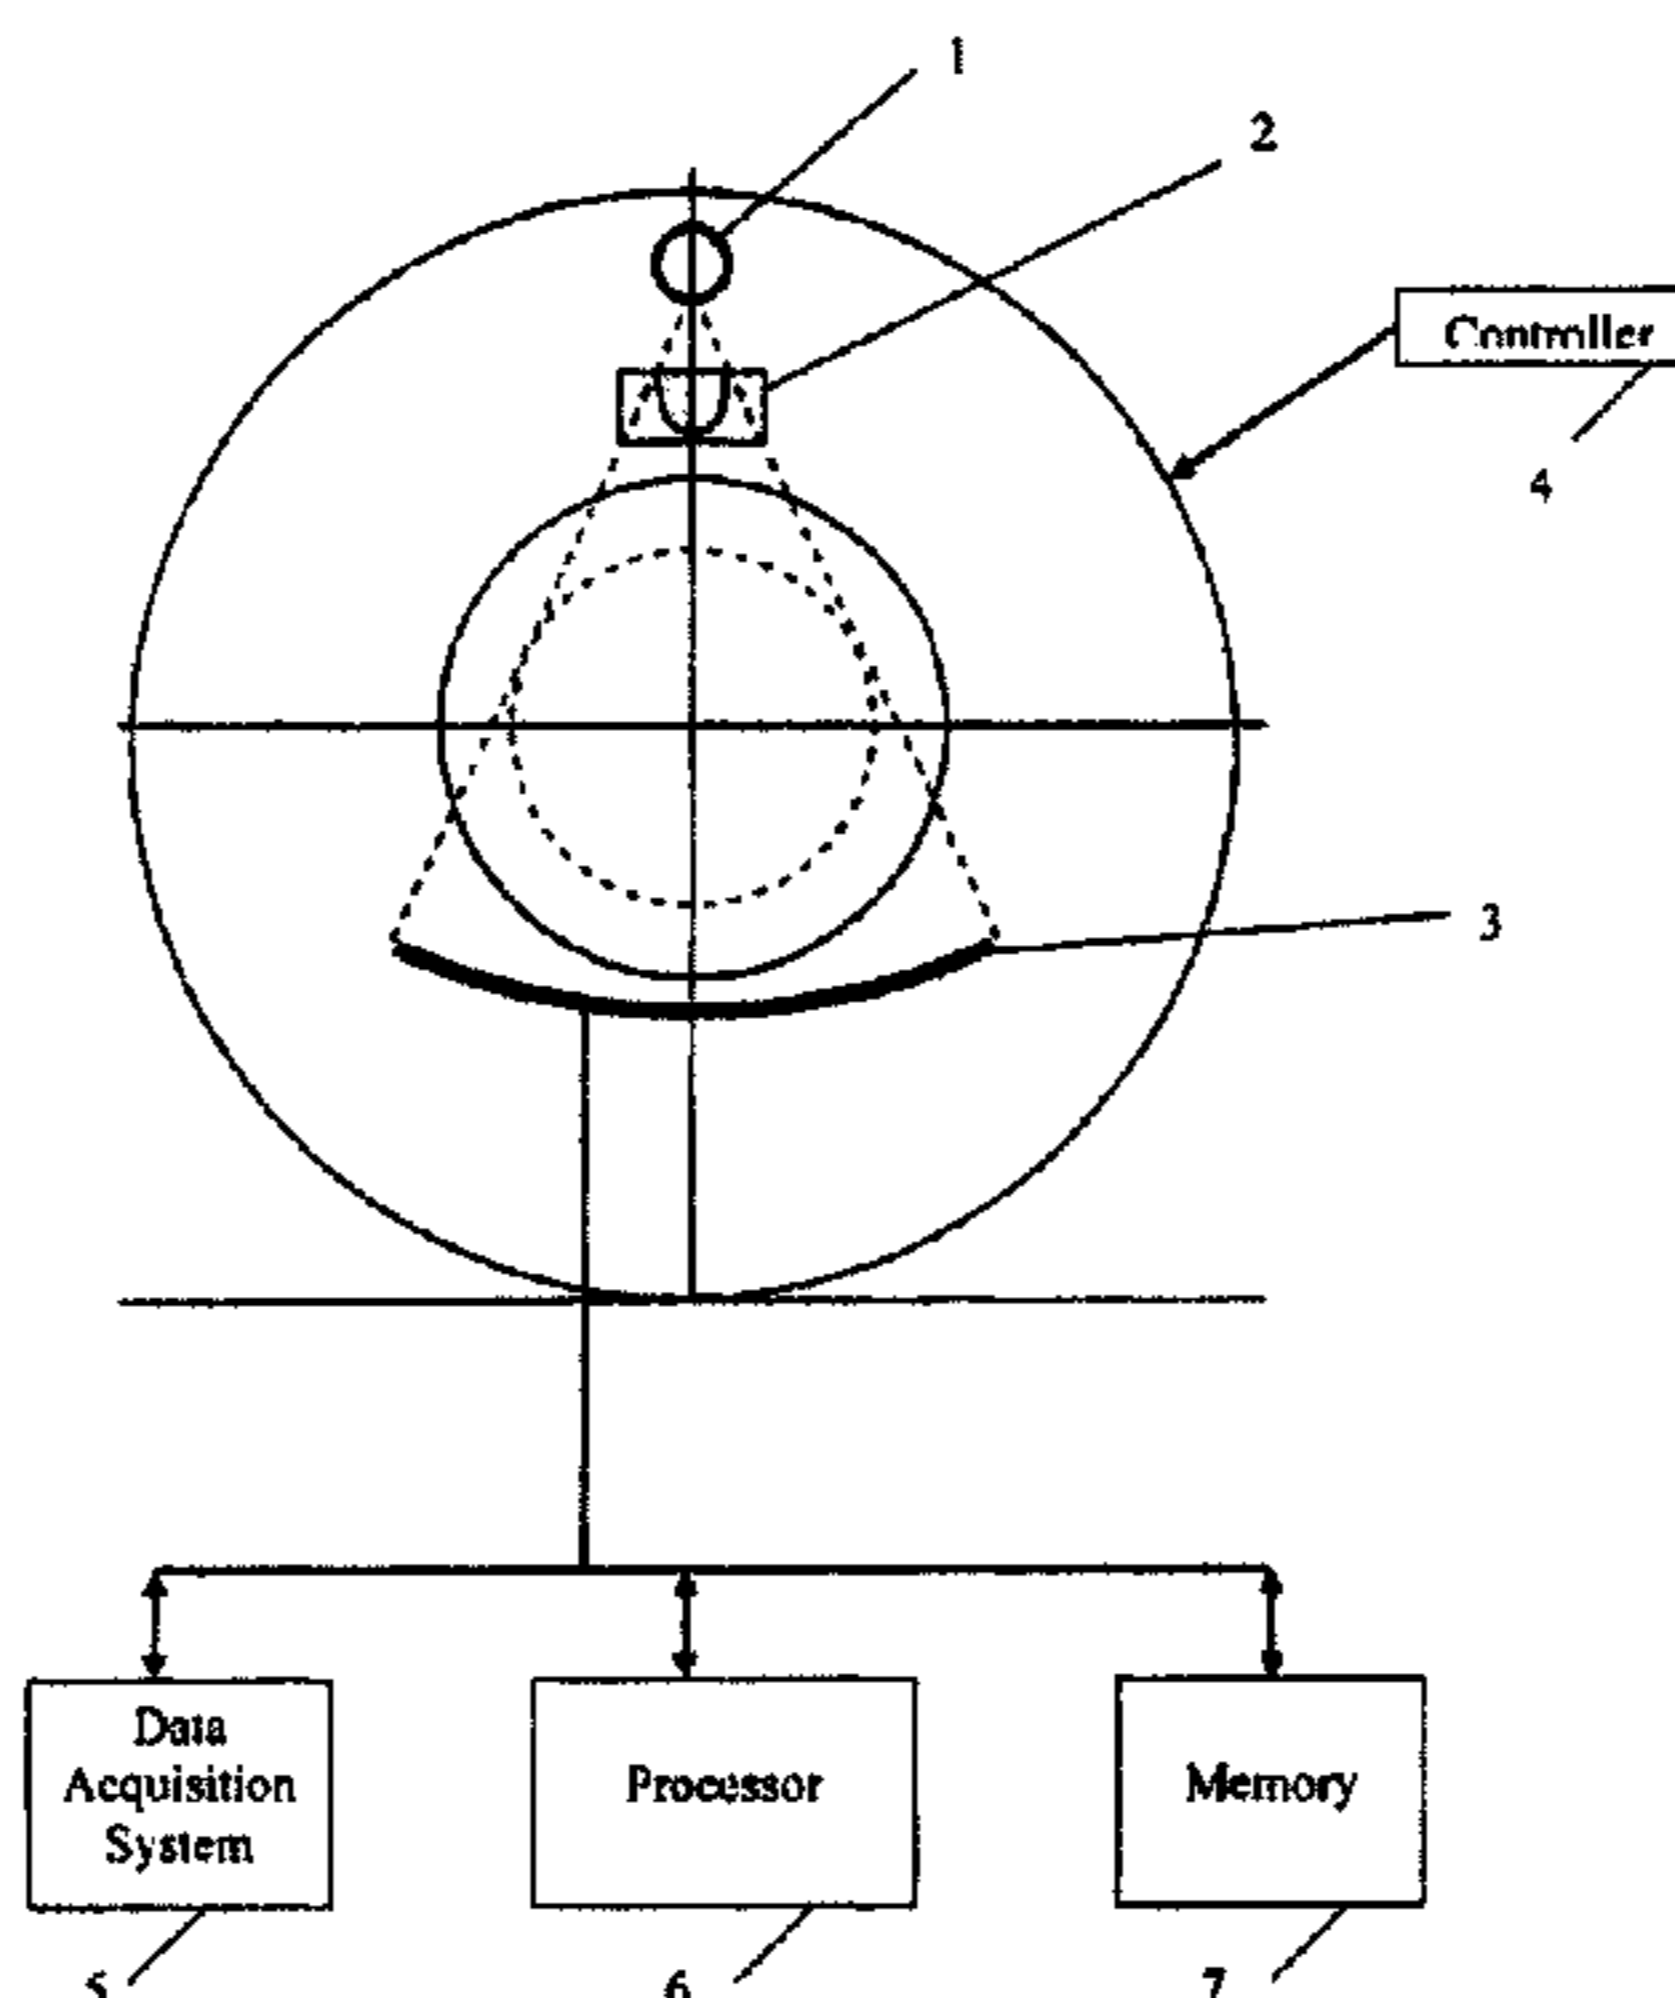 1
2
Controller
4
3
Data
Acquisition
System
Processor
Memory
5
6
7